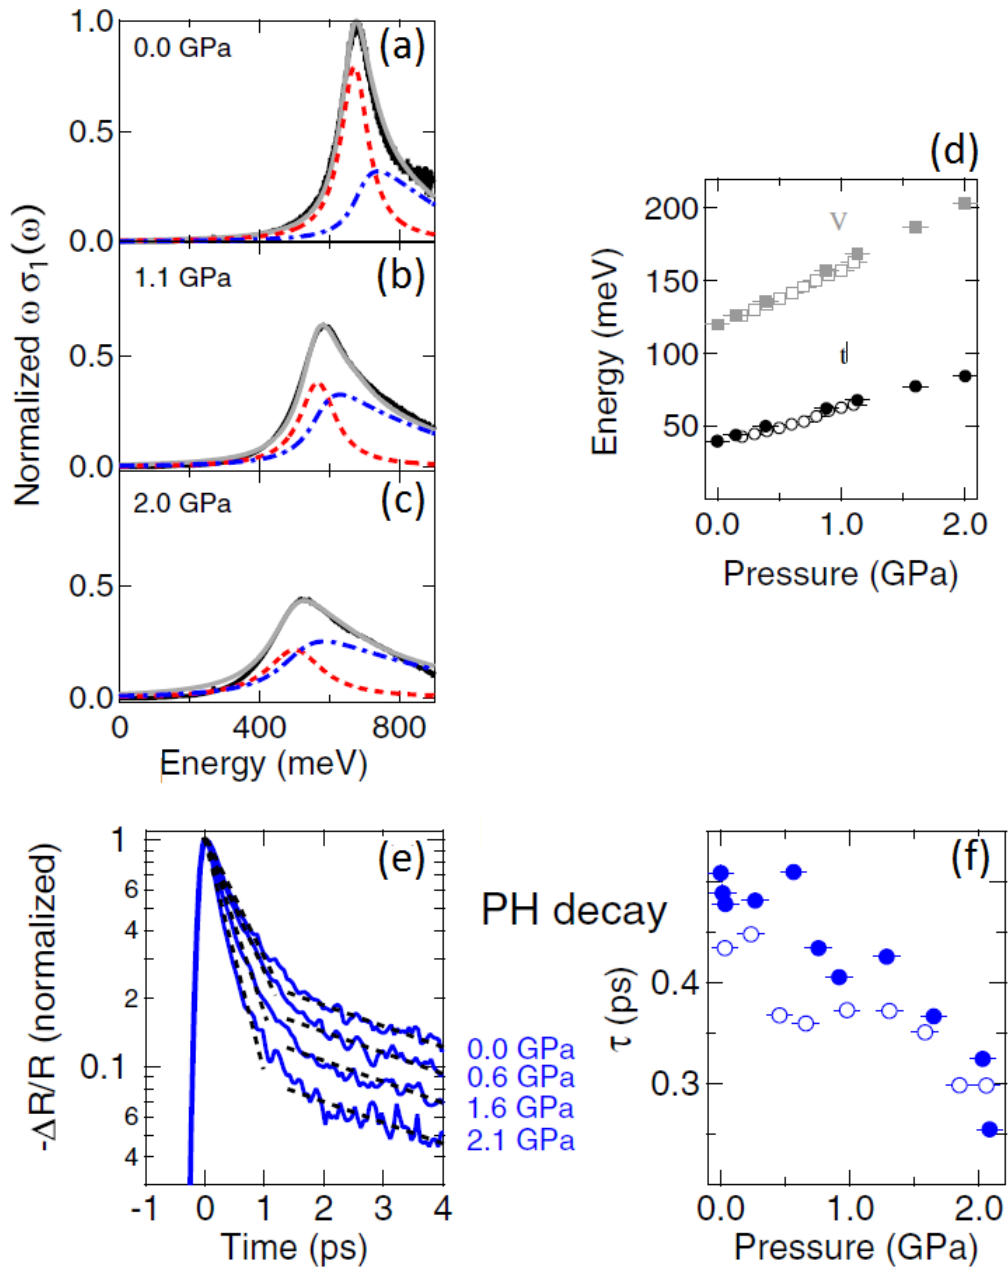 1.0
0.5
0.0
0.0 GPa
(a)
0.5
0.0
1.1 GPa
(b)
0.5
0.0
2.0 GPa
(c)
0
400
800
Normalized ω σ1(ω)
Energy (meV)
(d)
200
150
100
50
V
t
0.0
1.0
2.0
Energy (meV)
Pressure (GPa)
1
6
4
2
0.1
6
4
(e)
-1
0
1
2
3
4
-ΔR/R (normalized)
Time (ps)
0.0 GPa
0.6 GPa
1.6 GPa
2.1 GPa
PH decay
(f)
0.4
0.3
τ (ps)
0.0
1.0
2.0
Pressure (GPa)